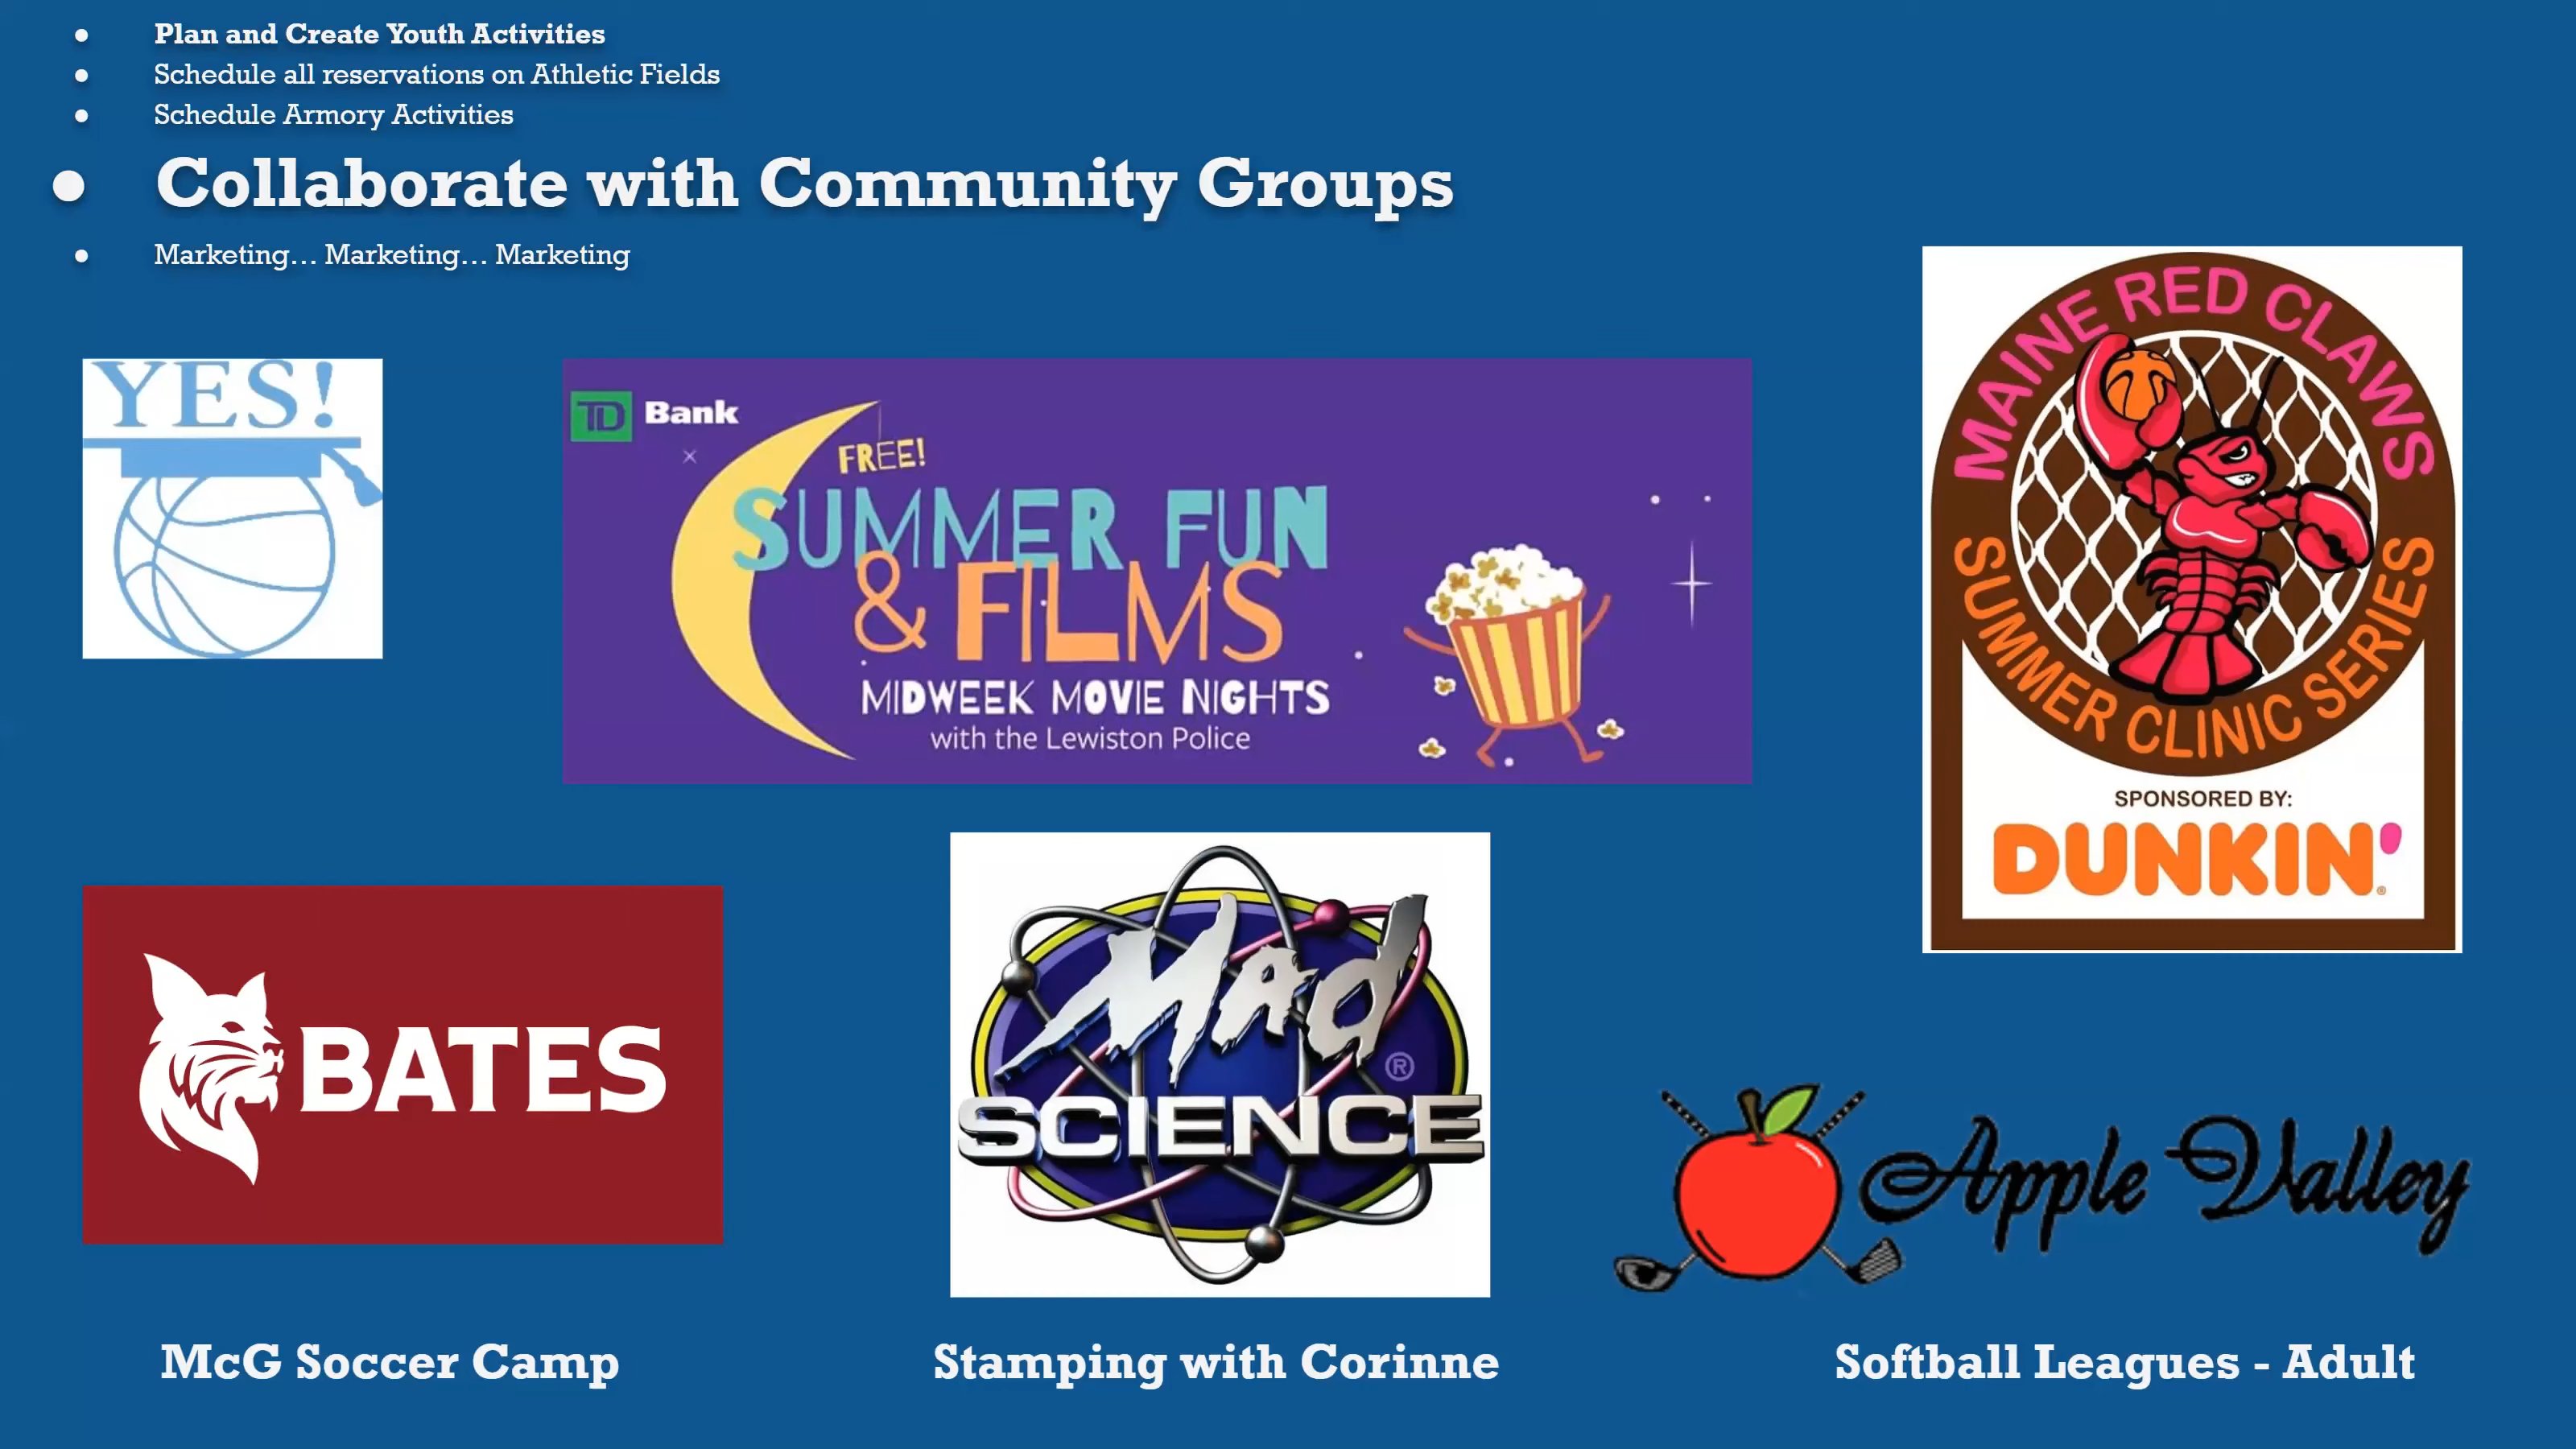 Plan and Create Youth Activities
Schedule all reservations on Athletic Fields
Schedule Armory Activities
Collaborate with Community Groups
Marketing... Marketing... Marketing
YES!
TD Bank
FREE!
SUMMER FUN
& FILMS
MIDWEEK MOVIE NIGHTS
with the Lewiston Police
MAINE RED CLAWS
SUMMER CLINIC SERIES
SPONSORED BY:
DUNKIN'®
BATES
Mad®
SCIENCE
Apple Valley
McG Soccer Camp
Stamping with Corinne
Softball Leagues - Adult